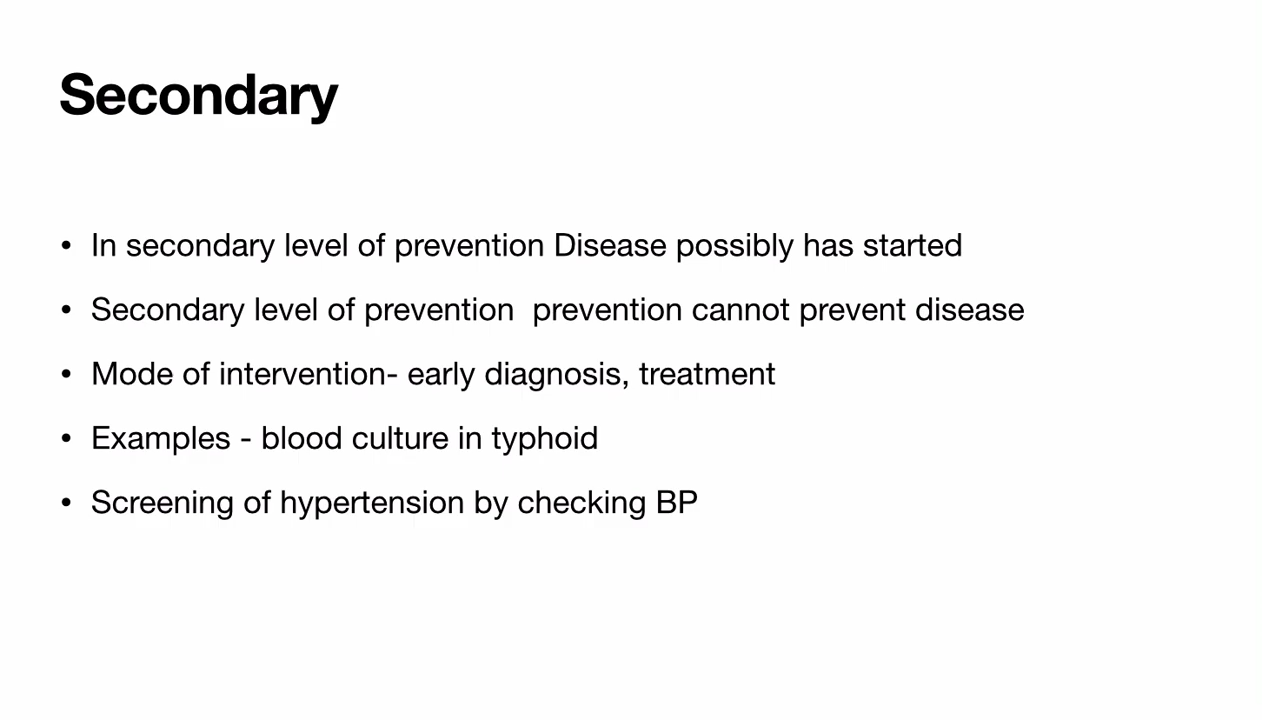 Secondary
• In secondary level of prevention Disease possibly has started
• Secondary level of prevention  prevention cannot prevent disease
• Mode of intervention- early diagnosis, treatment
• Examples - blood culture in typhoid
• Screening of hypertension by checking BP